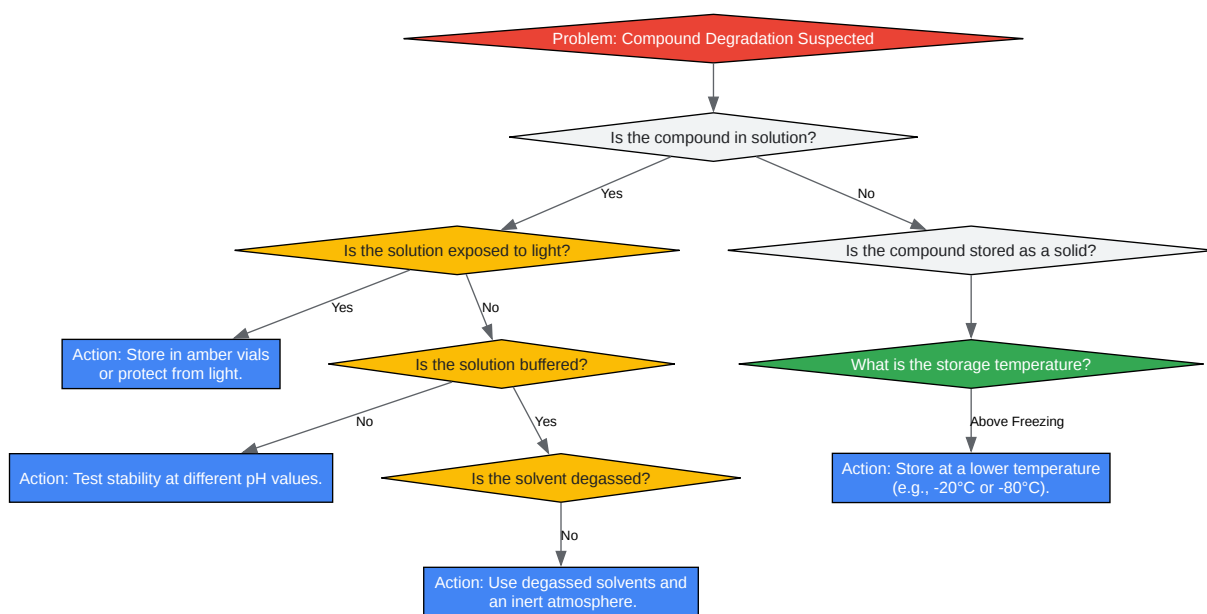 Problem: Compound Degradation Suspected
Is the compound in solution?
Yes
No
Is the solution exposed to light?
Is the compound stored as a solid?
Yes
No
Action: Store in amber vials
or protect from light.
Is the solution buffered?
What is the storage temperature?
No
Yes
Above Freezing
Action: Test stability at different pH values.
Is the solvent degassed?
Action: Store at a lower temperature
(e.g., -20°C or -80°C).
No
Action: Use degassed solvents and
an inert atmosphere.